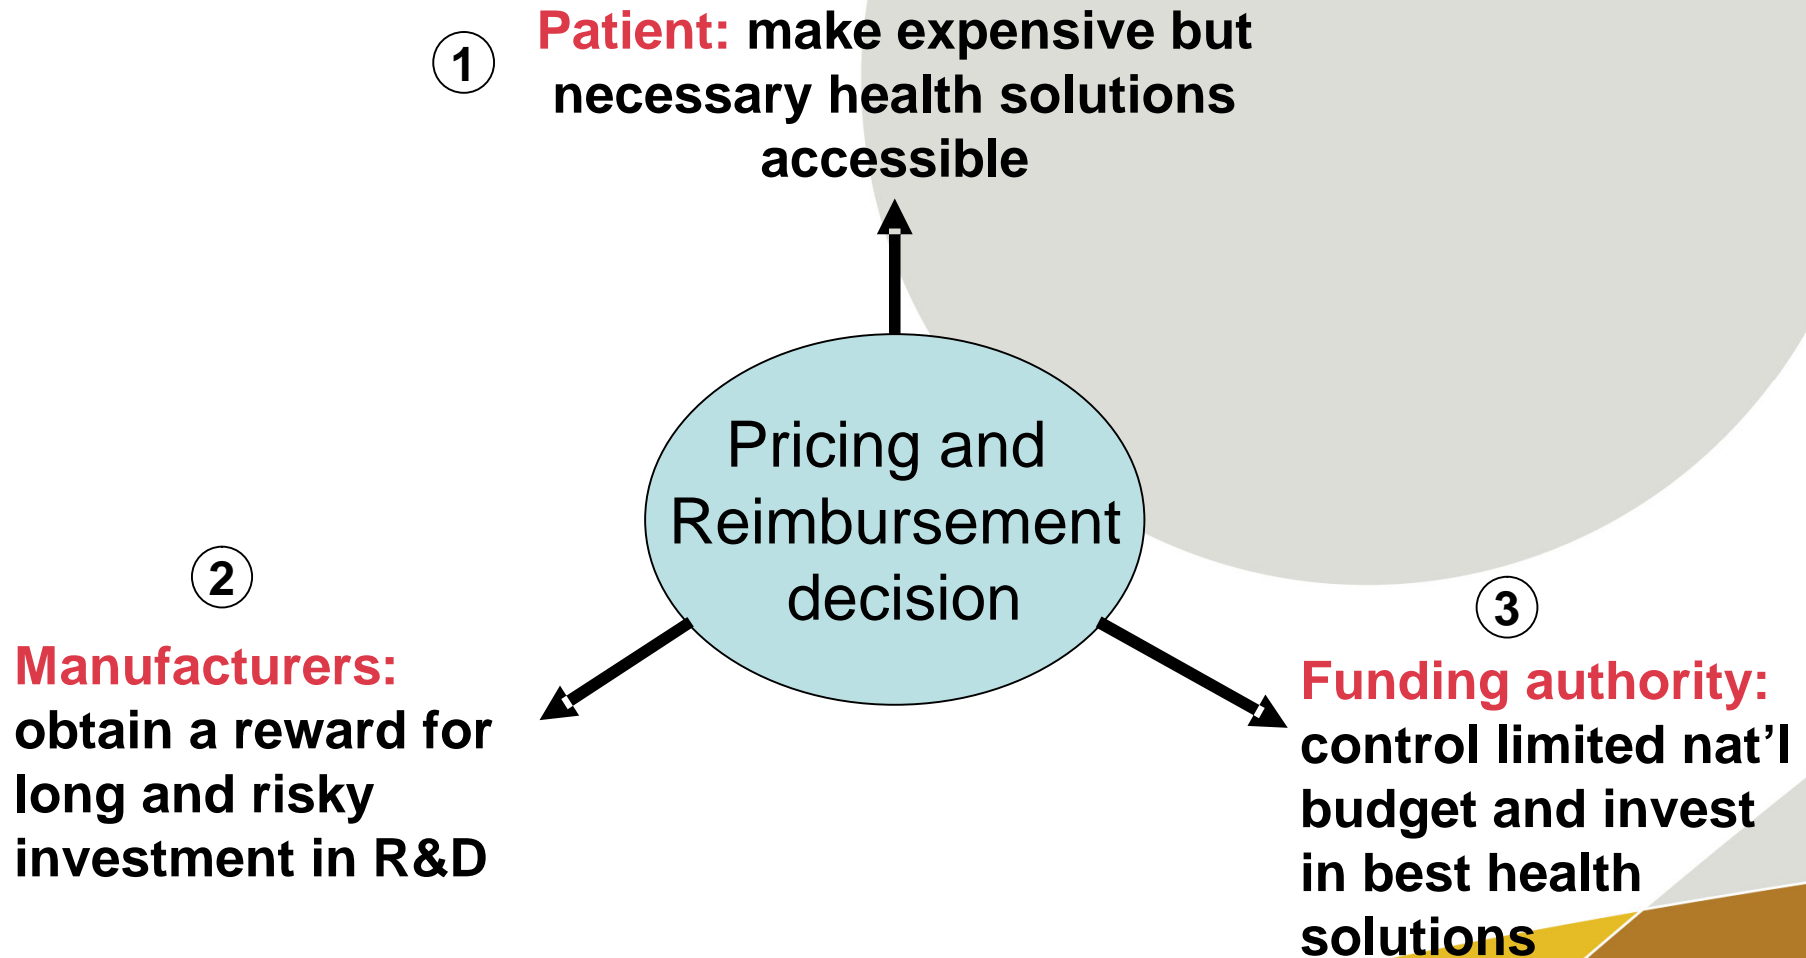 1
Patient: make expensive but
necessary health solutions
accessible
Pricing and
Reimbursement
decision
2
Manufacturers:
obtain a reward for
long and risky
investment in R&D
3
Funding authority:
control limited nat’l
budget and invest
in best health
solutions